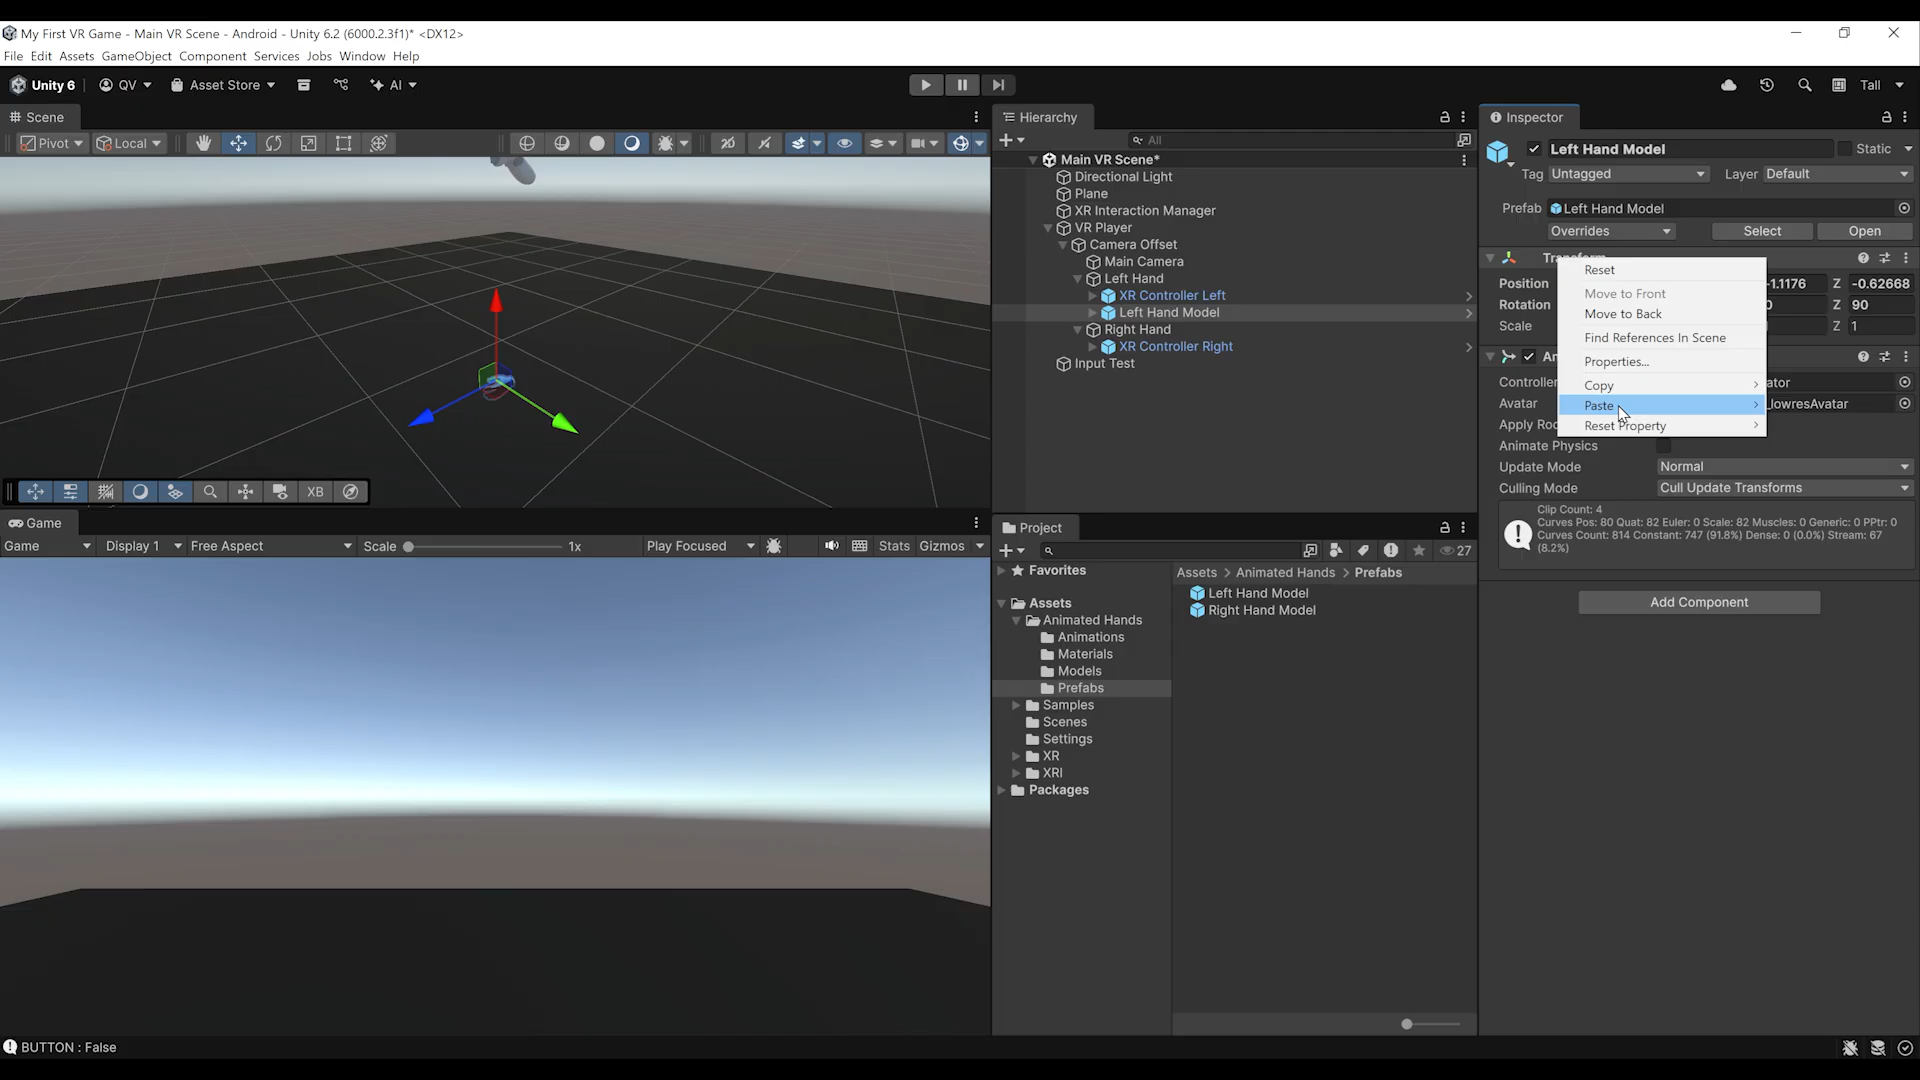 My First VR Game - Main VR Scene - Android - Unity 6.2 (6000.2.3f1)* <DX12>
File Edit Assets GameObject Component Services Jobs Window Help
Unity 6 QV Asset Store AI Tall
Scene
Pivot Local
XB
Game
Game Display 1 Free Aspect Scale 1x Play Focused Stats Gizmos
Hierarchy
All
Main VR Scene*
Directional Light
Plane
XR Interaction Manager
VR Player
Camera Offset
Main Camera
Left Hand
XR Controller Left
Left Hand Model
Right Hand
XR Controller Right
Input Test
Project
27
Favorites
Assets
Animated Hands
Animations
Materials
Models
Prefabs
Samples
Scenes
Settings
XR
XRI
Packages
Assets > Animated Hands > Prefabs
Left Hand Model
Right Hand Model
Inspector
Left Hand Model Static
Tag Untagged Layer Default
Prefab Left Hand Model
Overrides Select Open
Position -1.1176 Z -0.62668
Rotation 0 Z 90
Scale Z 1
Reset
Move to Front
Move to Back
Find References In Scene
Properties...
Copy
Paste
Reset Property
Controller
Avatar _lowresAvatar
Animate Physics
Update Mode Normal
Culling Mode Cull Update Transforms
Clip Count: 4
Curves Pos: 80 Quat: 82 Euler: 0 Scale: 82 Muscles: 0 Generic: 0 PPtr: 0
Curves Count: 814 Constant: 747 (91.8%) Dense: 0 (0.0%) Stream: 67
(8.2%)
Add Component
BUTTON : False